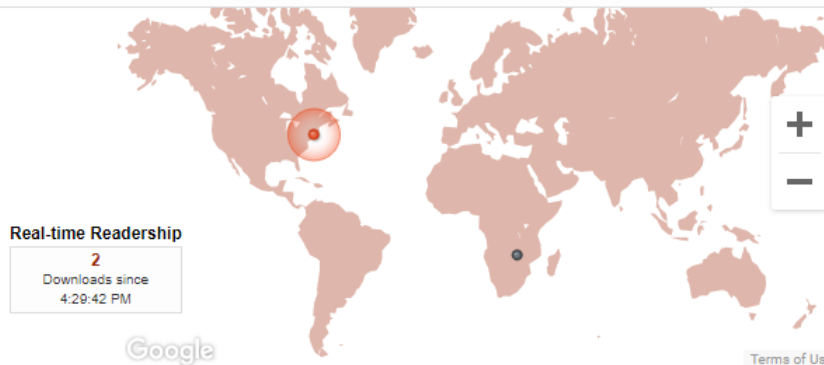 Real-time Readership
2
Downloads since
4:29:42 PM
Google
Terms of Us